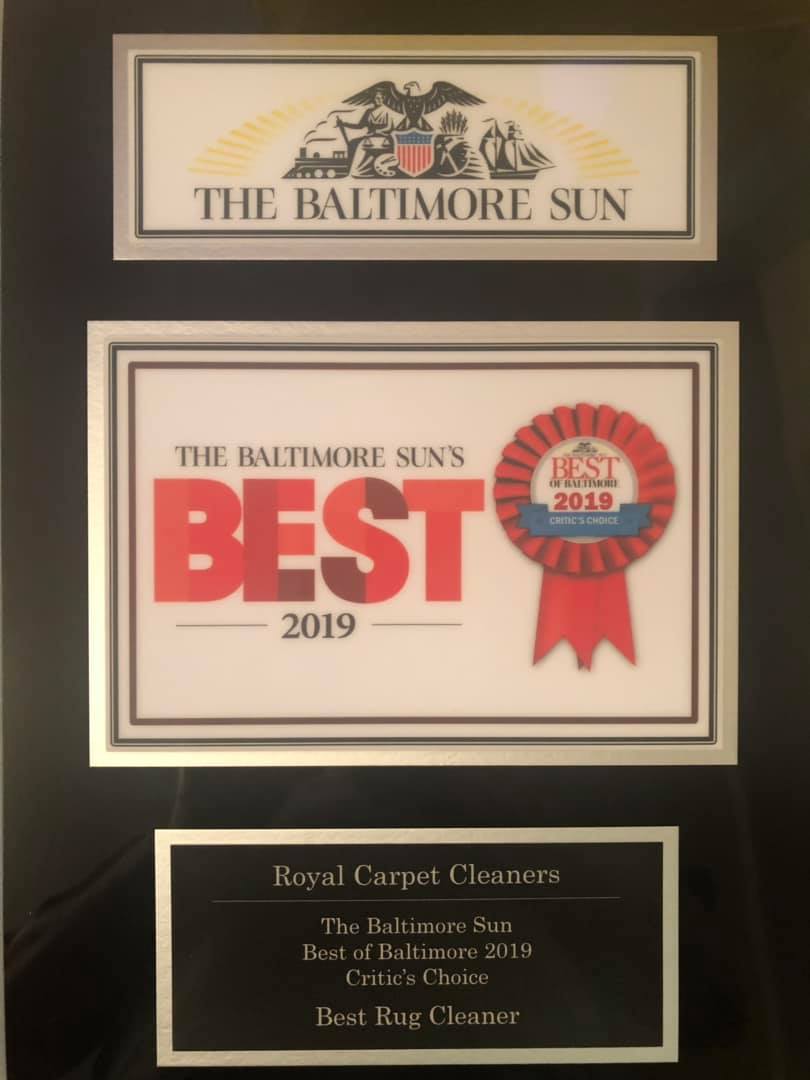 THE BALTIMORE SUN
THE BALTIMORE SUN'S
BEST
2019
BEST
OF BALTIMORE
2019
CRITIC'S CHOICE
Royal Carpet Cleaners
The Baltimore Sun
Best of Baltimore 2019
Critic's Choice
Best Rug Cleaner